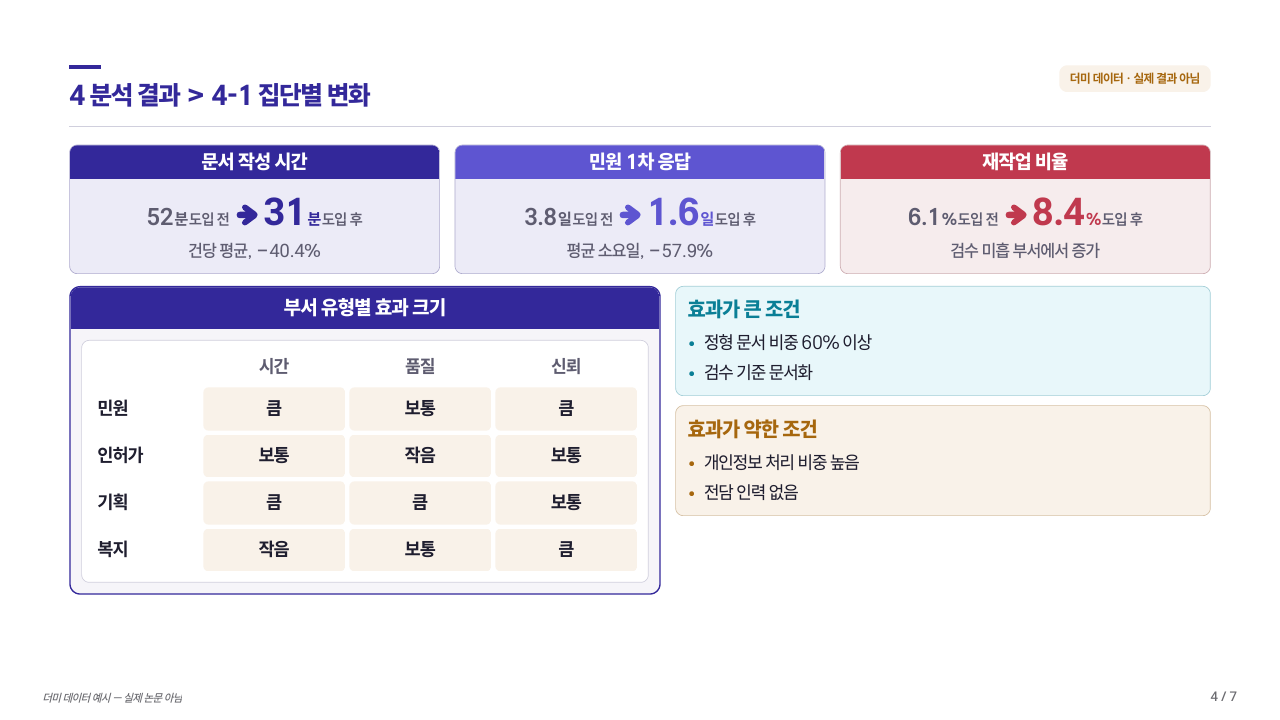 4 분석 결과 > 4-1 집단별 변화
더미 데이터 · 실제 결과 아님
문서 작성 시간
52분도입 전 → 31분도입 후
건당 평균, −40.4%
민원 1차 응답
3.8일도입 전 → 1.6일도입 후
평균 소요일, −57.9%
재작업 비율
6.1%도입 전 → 8.4%도입 후
검수 미흡 부서에서 증가
부서 유형별 효과 크기
시간 품질 신뢰
민원 큼 보통 큼
인허가 보통 작음 보통
기획 큼 큼 보통
복지 작음 보통 큼
효과가 큰 조건
• 정형 문서 비중 60% 이상
• 검수 기준 문서화
효과가 약한 조건
• 개인정보 처리 비중 높음
• 전담 인력 없음
더미 데이터 예시 — 실제 논문 아님
4 / 7